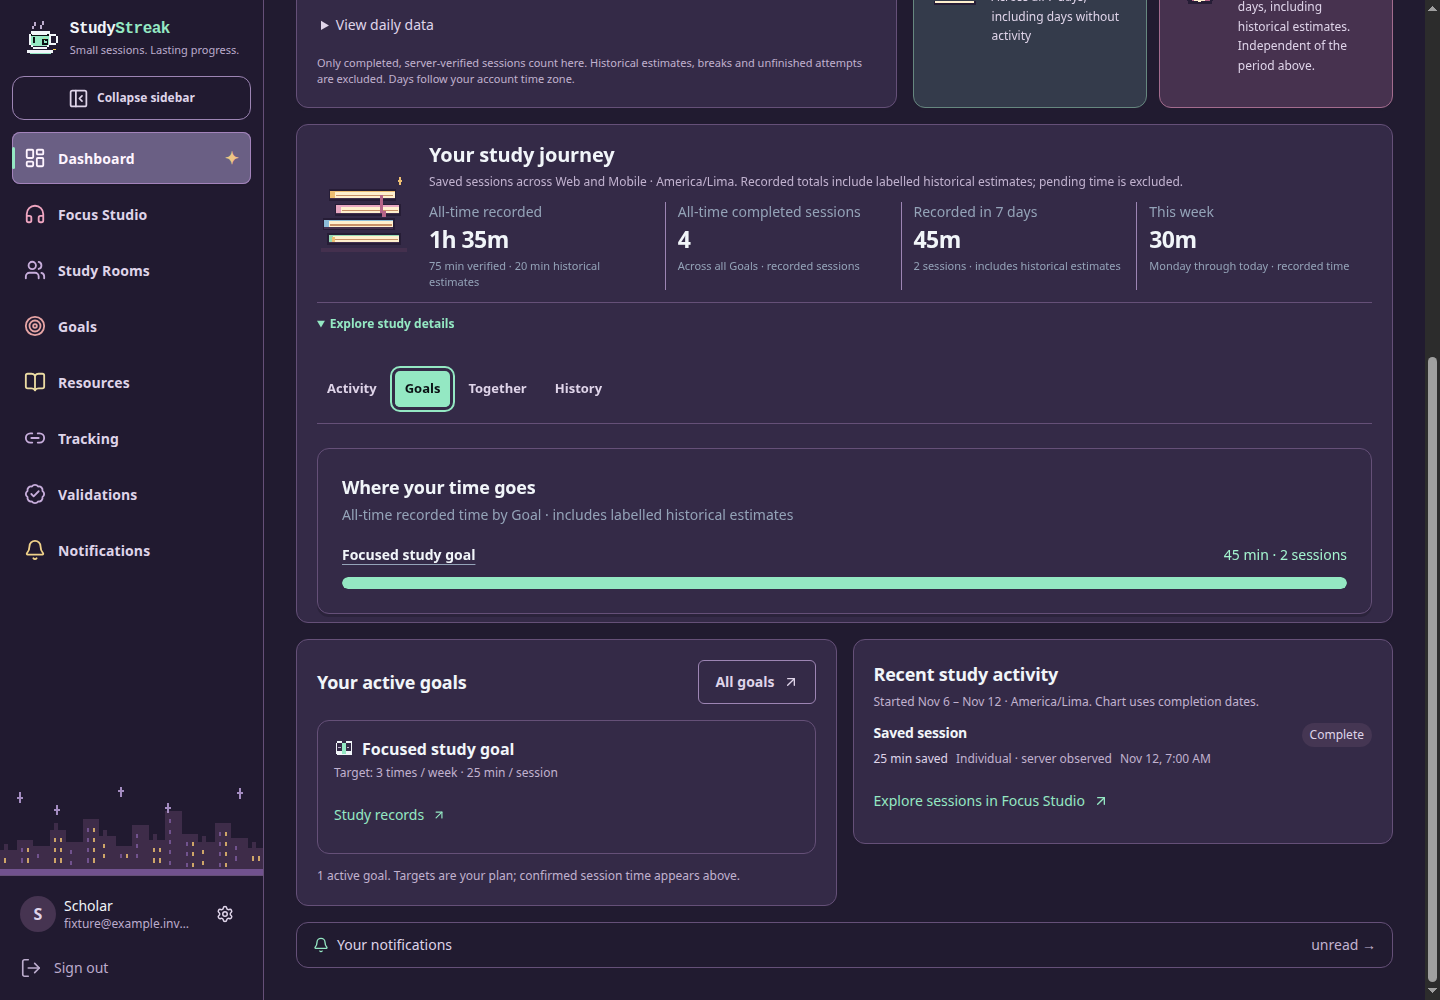 StudyStreak
Small sessions. Lasting progress.
Collapse sidebar
Dashboard
Focus Studio
Study Rooms
Goals
Resources
Tracking
Validations
Notifications
S
Scholar
fixture@example.inv...
Sign out
View daily data
Only completed, server-verified sessions count here. Historical estimates, breaks and unfinished attempts
are excluded. Days follow your account time zone.
including days without
activity
days, including
historical estimates.
Independent of the
period above.
Your study journey
Saved sessions across Web and Mobile · America/Lima. Recorded totals include labelled historical estimates; pending time is excluded.
All-time recorded
1h 35m
75 min verified · 20 min historical
estimates
All-time completed sessions
4
Across all Goals · recorded sessions
Recorded in 7 days
45m
2 sessions · includes historical estimates
This week
30m
Monday through today · recorded time
Explore study details
Activity
Goals
Together
History
Where your time goes
All-time recorded time by Goal · includes labelled historical estimates
Focused study goal
45 min · 2 sessions
Your active goals
All goals
Focused study goal
Target: 3 times / week · 25 min / session
Study records
1 active goal. Targets are your plan; confirmed session time appears above.
Recent study activity
Started Nov 6 – Nov 12 · America/Lima. Chart uses completion dates.
Saved session
Complete
25 min saved Individual · server observed Nov 12, 7:00 AM
Explore sessions in Focus Studio
Your notifications
unread →